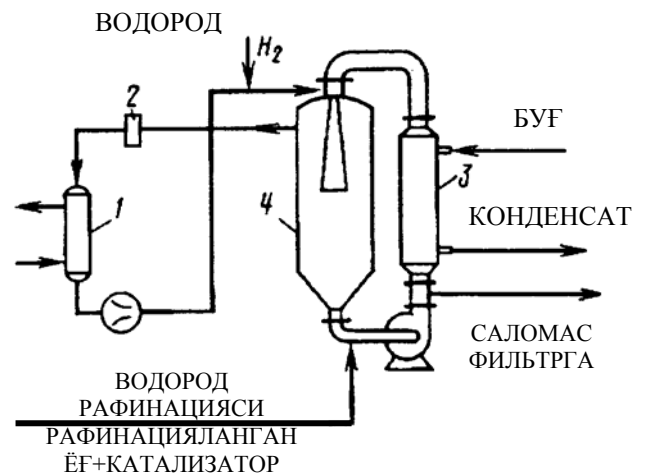 ВОДОРОД
H2
2
БУҒ
3
1
4
КОНДЕНСАТ
САЛОМАС
ФИЛЬТРГА
ВОДОРОД
РАФИНАЦИЯСИ
РАФИНАЦИЯЛАНГАН
ЁҒ+КАТАЛИЗАТОР